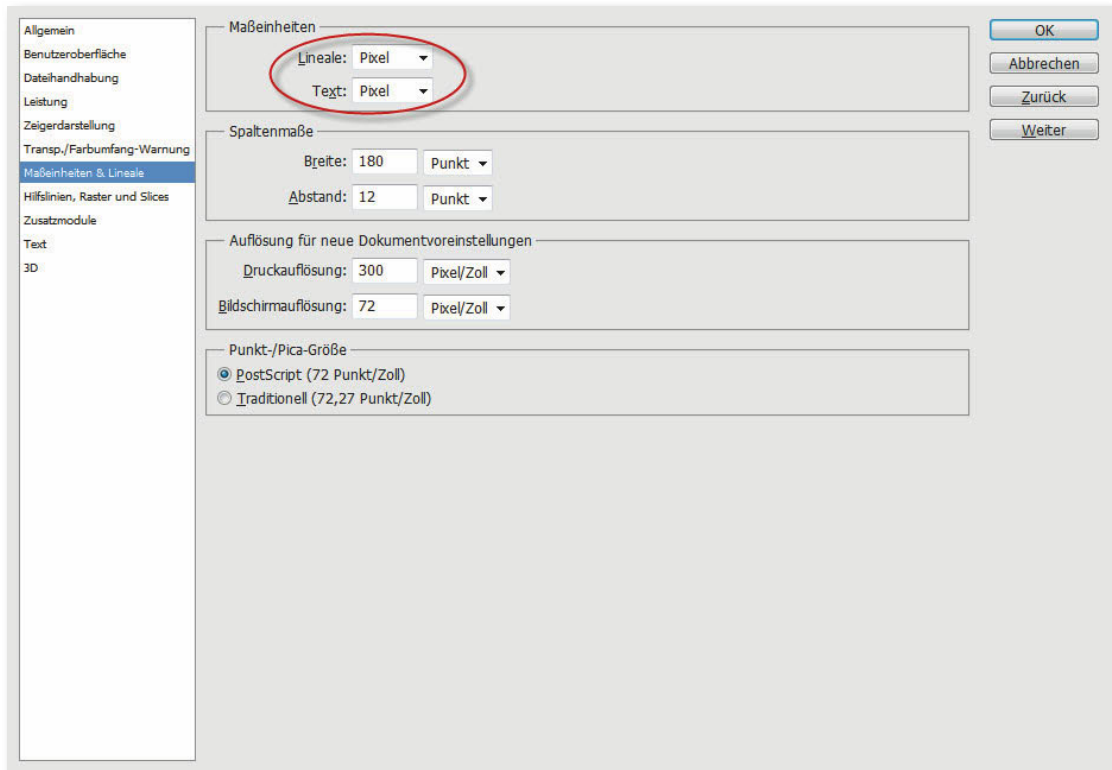 Allgemein
Benutzeroberfläche
Dateihandhabung
Leistung
Zeigerdarstellung
Transp./Farbumfang-Warnung
Maßeinheiten & Lineale
Hilfslinien, Raster und Slices
Zusatzmodule
Text
3D
Maßeinheiten
Lineale: Pixel
Text: Pixel
Spaltenmaße
Breite: 180 Punkt
Abstand: 12 Punkt
Auflösung für neue Dokumentvoreinstellungen
Druckauflösung: 300 Pixel/Zoll
Bildschirmauflösung: 72 Pixel/Zoll
Punkt-/Pica-Größe
PostScript (72 Punkt/Zoll)
Traditionell (72,27 Punkt/Zoll)
OK
Abbrechen
Zurück
Weiter